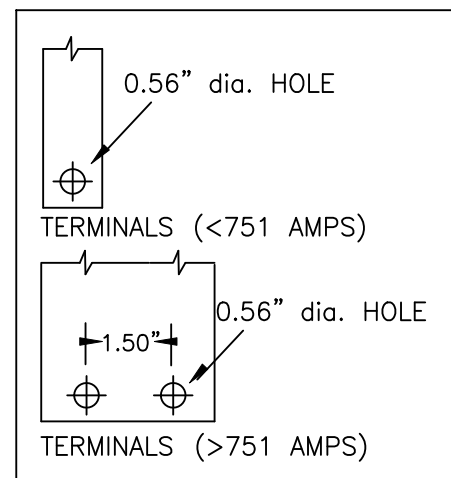 0.56” dia. HOLE
TERMINALS (<751 AMPS)
0.56” dia. HOLE
1.50”
TERMINALS (>751 AMPS)